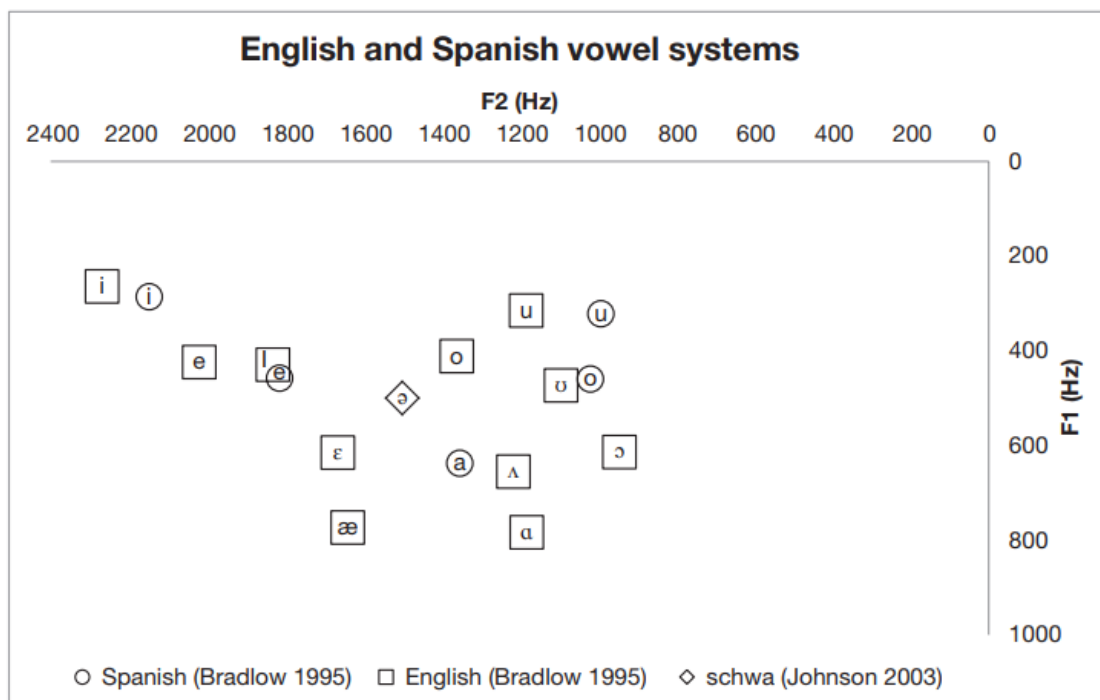 English and Spanish vowel systems
F2 (Hz)
2400 2200 2000 1800 1600 1400 1200 1000 800 600 400 200 0
0
200
i i
u u
400
e I e o
ʊ o
ə
F1 (Hz)
600
ɛ a ʌ ɔ
æ ɑ
800
1000
○ Spanish (Bradlow 1995) □ English (Bradlow 1995) ◇ schwa (Johnson 2003)